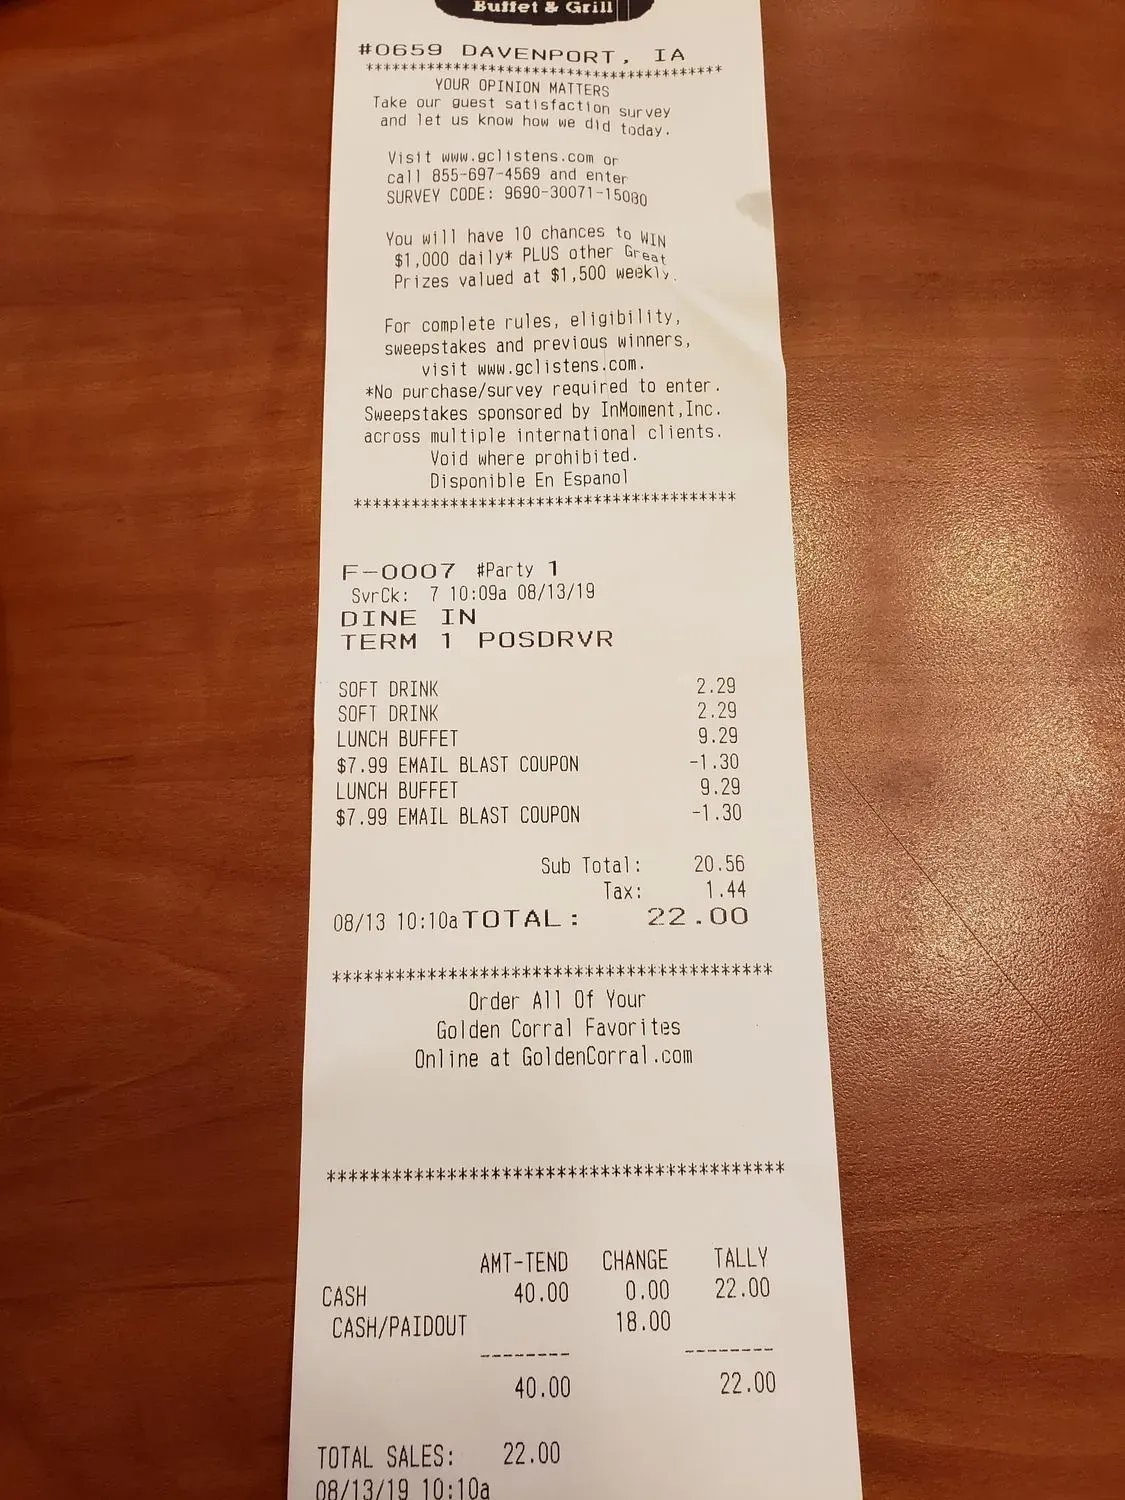 Buffet & Grill
#0659 DAVENPORT, IA
****************************************
YOUR OPINION MATTERS
Take our guest satisfaction survey
and let us know how we did today.
Visit www.gclistens.com or
call 855-697-4569 and enter
SURVEY CODE: 9690-30071-15080
You will have 10 chances to WIN
$1,000 daily* PLUS other Great
Prizes valued at $1,500 weekly.
For complete rules, eligibility,
sweepstakes and previous winners,
visit www.gclistens.com.
*No purchase/survey required to enter.
Sweepstakes sponsored by InMoment,Inc.
across multiple international clients.
Void where prohibited.
Disponible En Espanol
****************************************
F-0007 #Party 1
SvrCk: 7 10:09a 08/13/19
DINE IN
TERM 1 POSDRVR
SOFT DRINK 2.29
SOFT DRINK 2.29
LUNCH BUFFET 9.29
$7.99 EMAIL BLAST COUPON -1.30
LUNCH BUFFET 9.29
$7.99 EMAIL BLAST COUPON -1.30
Sub Total: 20.56
Tax: 1.44
08/13 10:10a TOTAL: 22.00
****************************************
Order All Of Your
Golden Corral Favorites
Online at GoldenCorral.com
****************************************
AMT-TEND CHANGE TALLY
CASH 40.00 0.00 22.00
CASH/PAIDOUT 18.00
-------- --------
40.00 22.00
TOTAL SALES: 22.00
08/13/19 10:10a